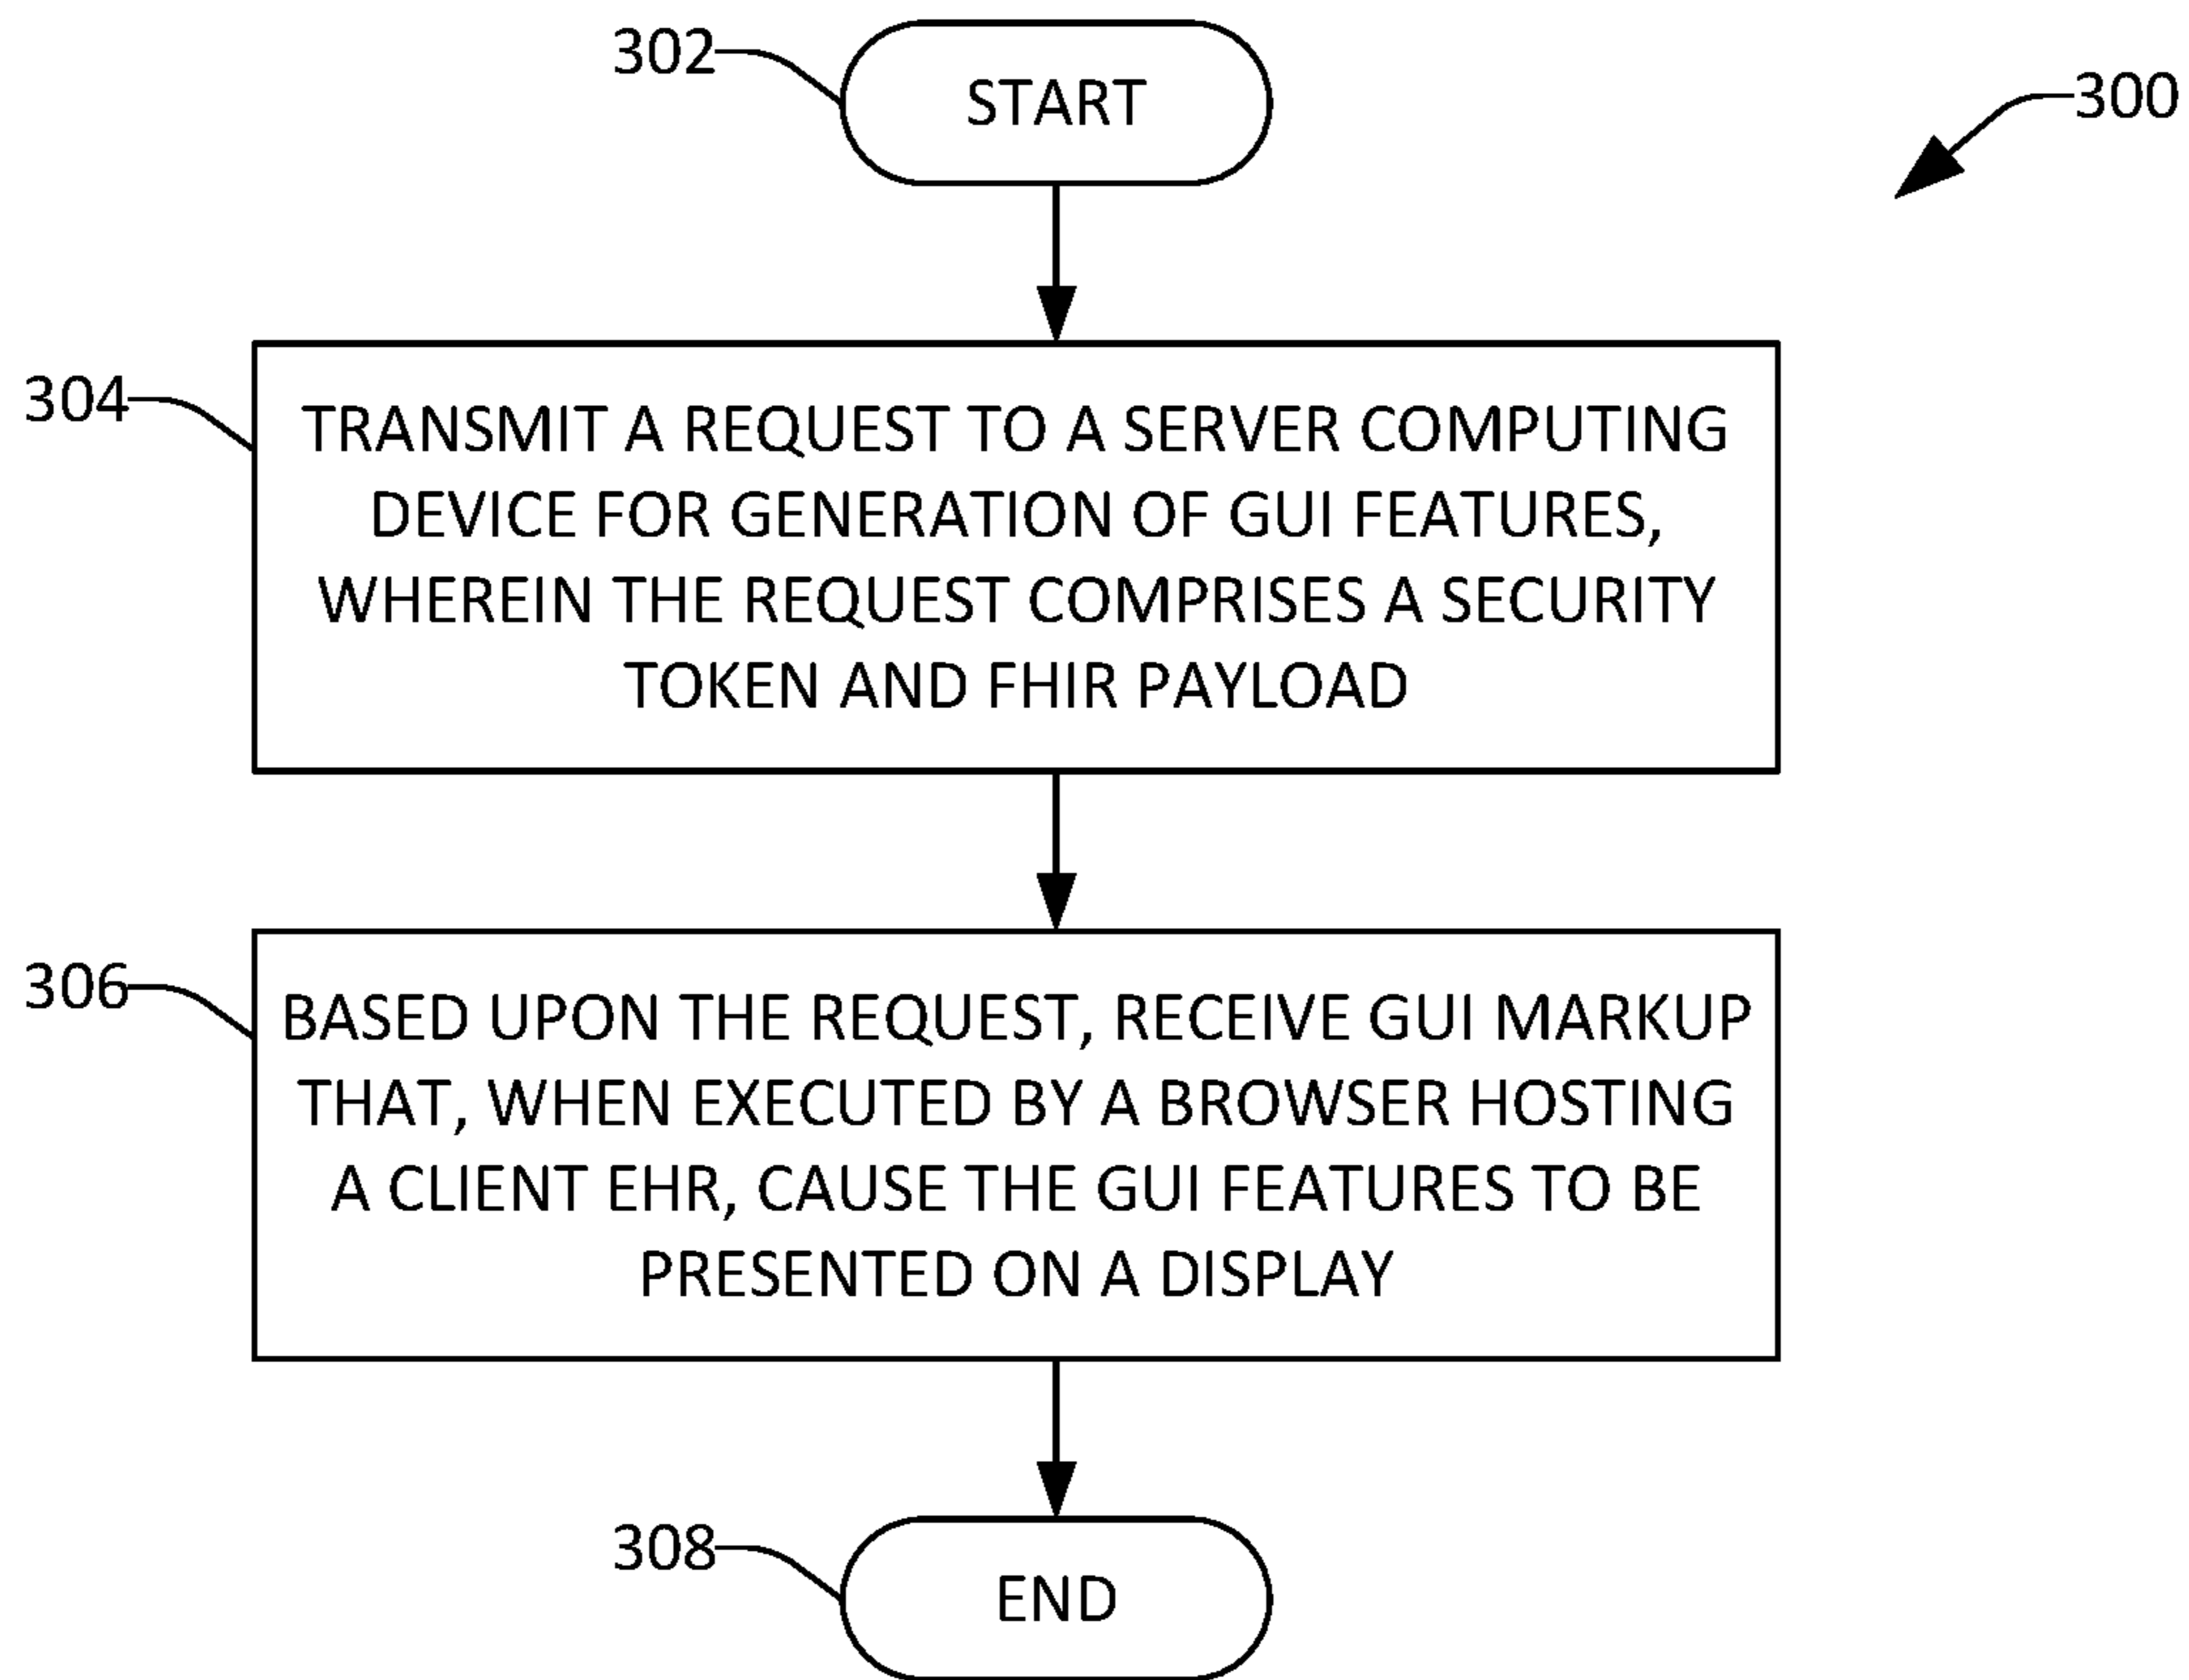 302
START
300
304
TRANSMIT A REQUEST TO A SERVER COMPUTING
DEVICE FOR GENERATION OF GUI FEATURES,
WHEREIN THE REQUEST COMPRISES A SECURITY
TOKEN AND FHIR PAYLOAD
306
BASED UPON THE REQUEST, RECEIVE GUI MARKUP
THAT, WHEN EXECUTED BY A BROWSER HOSTING
A CLIENT EHR, CAUSE THE GUI FEATURES TO BE
PRESENTED ON A DISPLAY
308
END